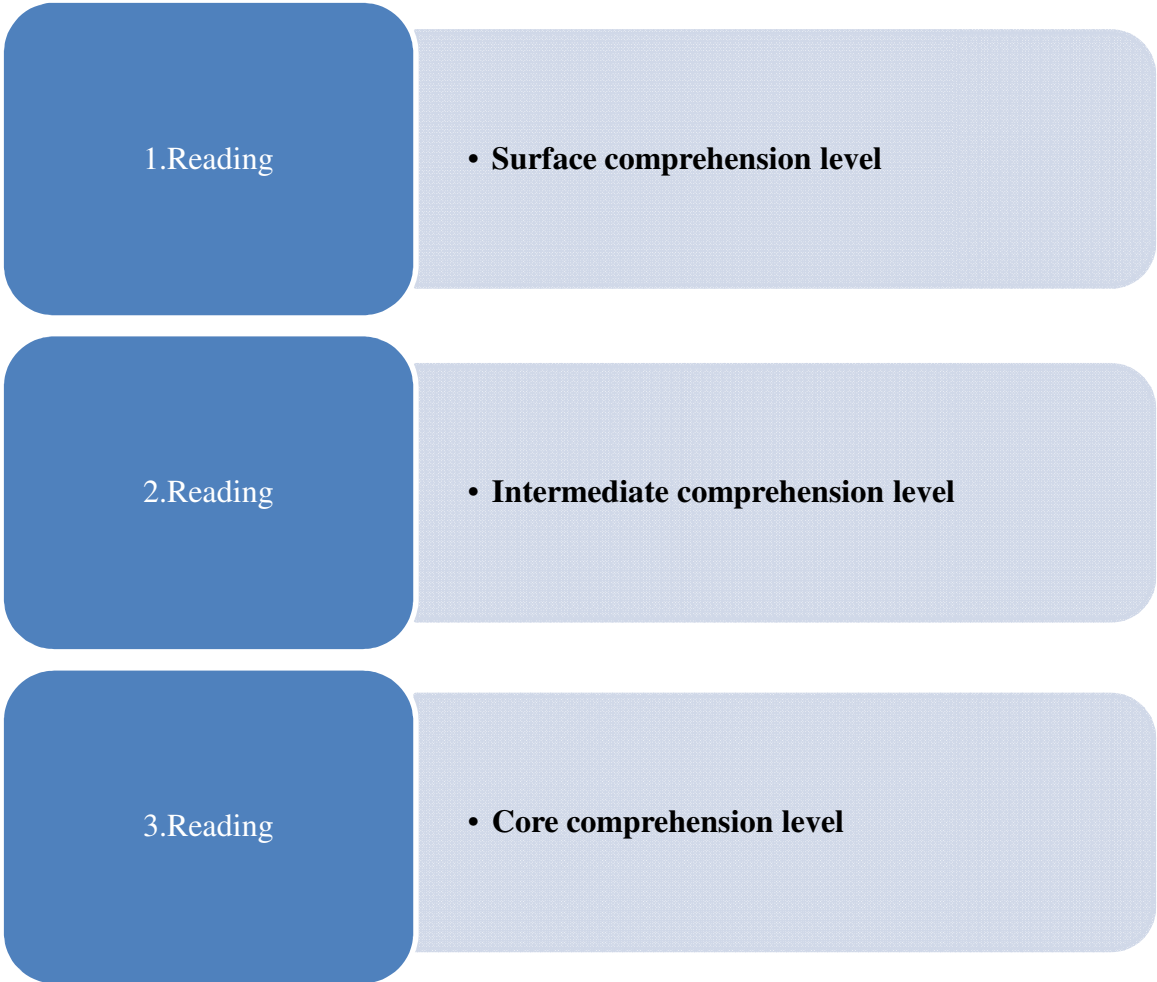 1.Reading
• Surface comprehension level
2.Reading
• Intermediate comprehension level
3.Reading
• Core comprehension level